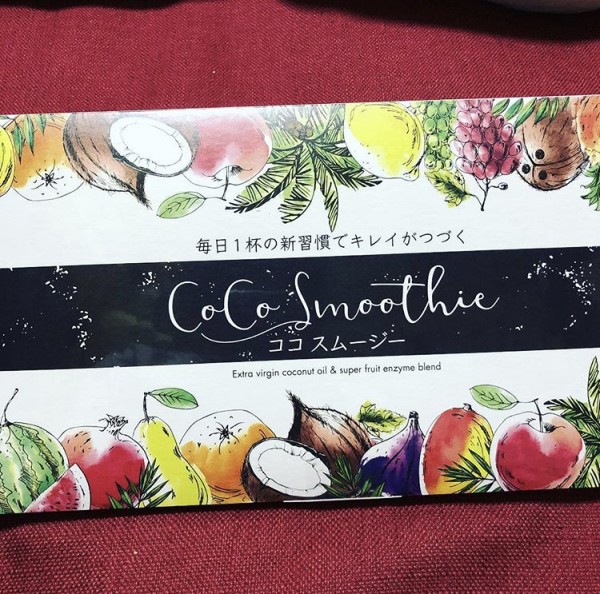 毎日1杯の新習慣でキレイがつづく
CoCo Smoothie
ココ スムージー
Extra virgin coconut oil & super fruit enzyme blend